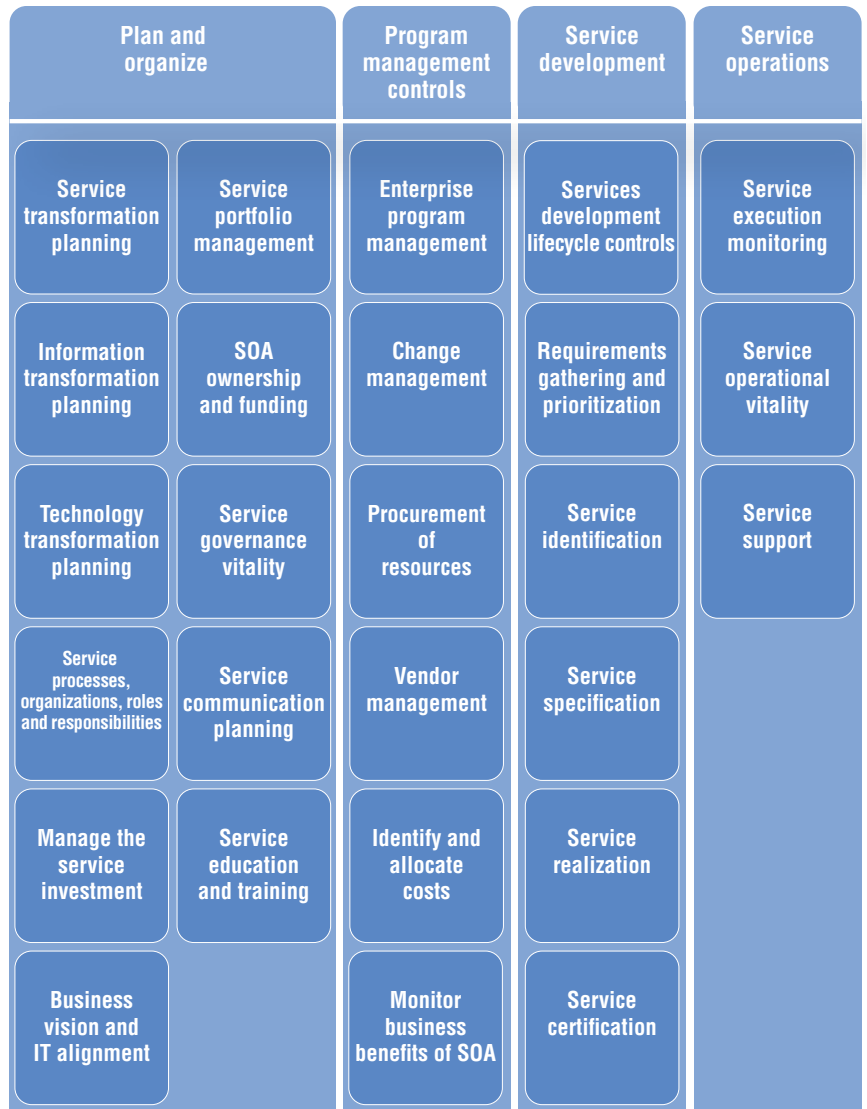 Plan and
organize
Program
management
controls
Service
development
Service
operations
Service
transformation
planning
Service
portfolio
management
Enterprise
program
management
Services
development
lifecycle controls
Service
execution
monitoring
Information
transformation
planning
SOA
ownership
and funding
Change
management
Requirements
gathering and
prioritization
Service
operational
vitality
Technology
transformation
planning
Service
governance
vitality
Procurement
of
resources
Service
identification
Service
support
Service
processes,
organizations, roles
and responsibilities
Service
communication
planning
Vendor
management
Service
specification
Manage the
service
investment
Service
education
and training
Identify and
allocate
costs
Service
realization
Business
vision and
IT alignment
Monitor
business
benefits of SOA
Service
certification